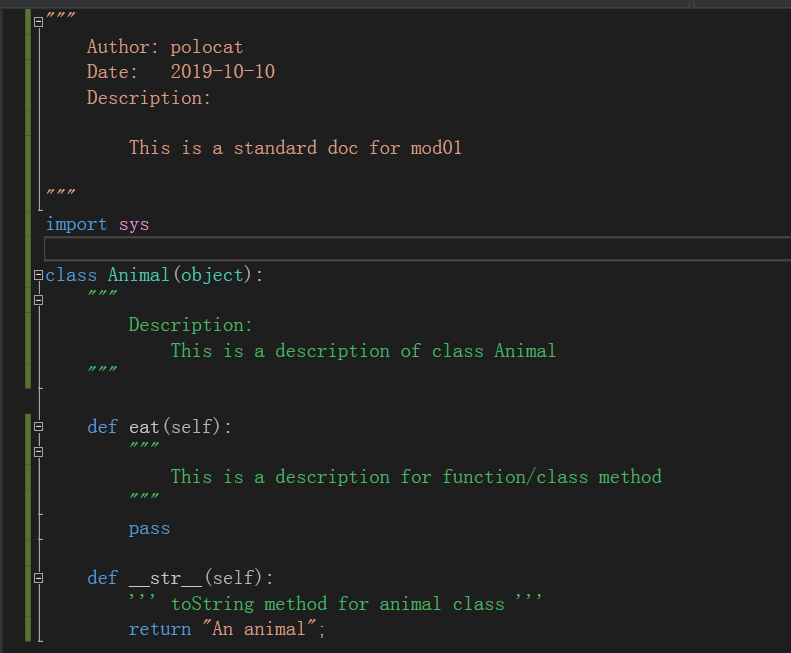 """
    Author: polocat
    Date:   2019-10-10
    Description:

        This is a standard doc for mod01

"""
import sys

class Animal(object):
    """
        Description:
            This is a description of class Animal
    """

    def eat(self):
        """
            This is a description for function/class method
        """
        pass

    def __str__(self):
        ''' toString method for animal class '''
        return "An animal";